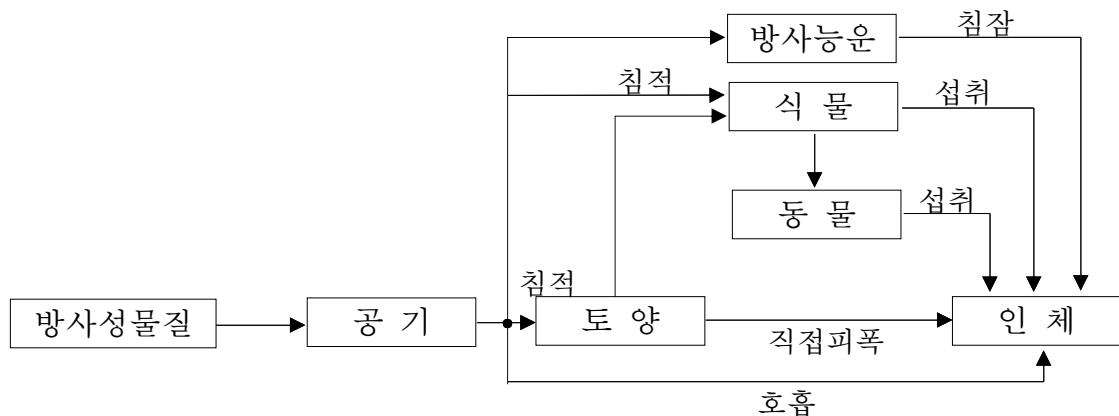 방사능운
침잠
침적
식 물
섭취
동 물
섭취
침적
방사성물질
공 기
토 양
직접피폭
인 체
호흡